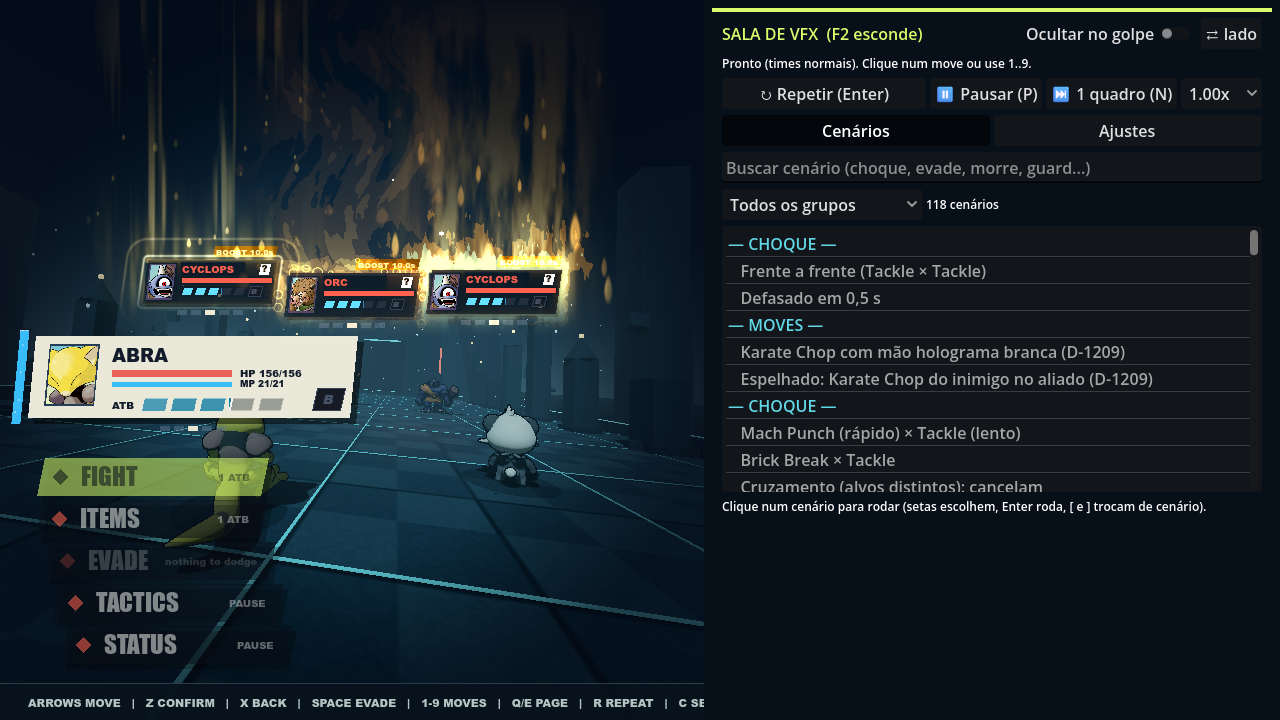 SALA DE VFX (F2 esconde)
Ocultar no golpe
⇄ lado
Pronto (times normais). Clique num move ou use 1..9.
↻ Repetir (Enter)
⏸ Pausar (P)
⏭ 1 quadro (N)
1.00x
Cenários
Ajustes
Buscar cenário (choque, evade, morre, guard...)
Todos os grupos
118 cenários
— CHOQUE —
Frente a frente (Tackle × Tackle)
Defasado em 0,5 s
— MOVES —
Karate Chop com mão holograma branca (D-1209)
Espelhado: Karate Chop do inimigo no aliado (D-1209)
— CHOQUE —
Mach Punch (rápido) × Tackle (lento)
Brick Break × Tackle
Cruzamento (alvos distintos): cancelam
Clique num cenário para rodar (setas escolhem, Enter roda, [ e ] trocam de cenário).
BOOST 10.0s
CYCLOPS
?
BOOST 10.0s
ORC
?
CYCLOPS
?
ABRA
HP 156/156
MP 21/21
ATB
B
FIGHT
1 ATB
ITEMS
1 ATB
EVADE
nothing to dodge
TACTICS
PAUSE
STATUS
PAUSE
ARROWS MOVE | Z CONFIRM | X BACK | SPACE EVADE | 1-9 MOVES | Q/E PAGE | R REPEAT | C SE